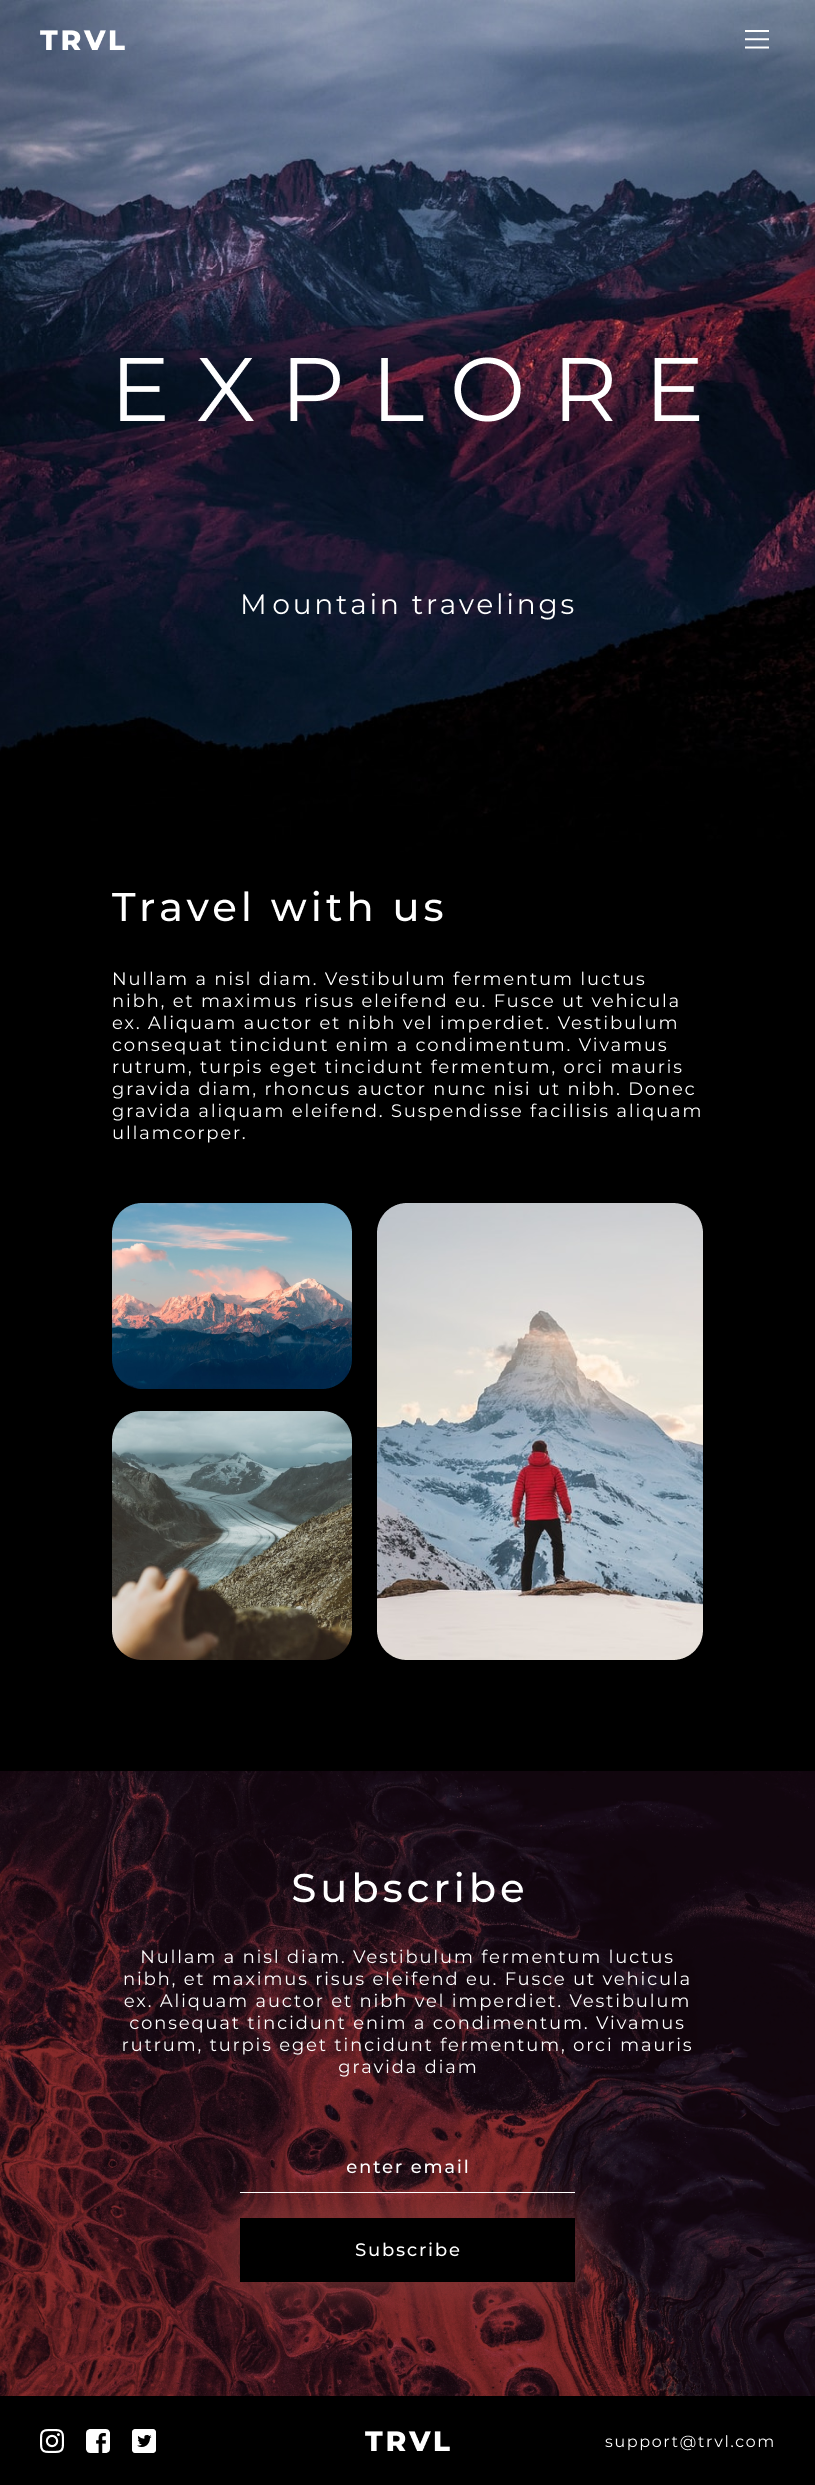 TRVL
EXPLORE
Mountain travelings
Travel with us
Nullam a nisl diam. Vestibulum fermentum luctus
nibh, et maximus risus eleifend eu. Fusce ut vehicula
ex. Aliquam auctor et nibh vel imperdiet. Vestibulum
consequat tincidunt enim a condimentum. Vivamus
rutrum, turpis eget tincidunt fermentum, orci mauris
gravida diam, rhoncus auctor nunc nisi ut nibh. Donec
gravida aliquam eleifend. Suspendisse facilisis aliquam
ullamcorper.
Subscribe
Nullam a nisl diam. Vestibulum fermentum luctus
nibh, et maximus risus eleifend eu. Fusce ut vehicula
ex. Aliquam auctor et nibh vel imperdiet. Vestibulum
consequat tincidunt enim a condimentum. Vivamus
rutrum, turpis eget tincidunt fermentum, orci mauris
gravida diam
enter email
Subscribe
TRVL
support@trvl.com